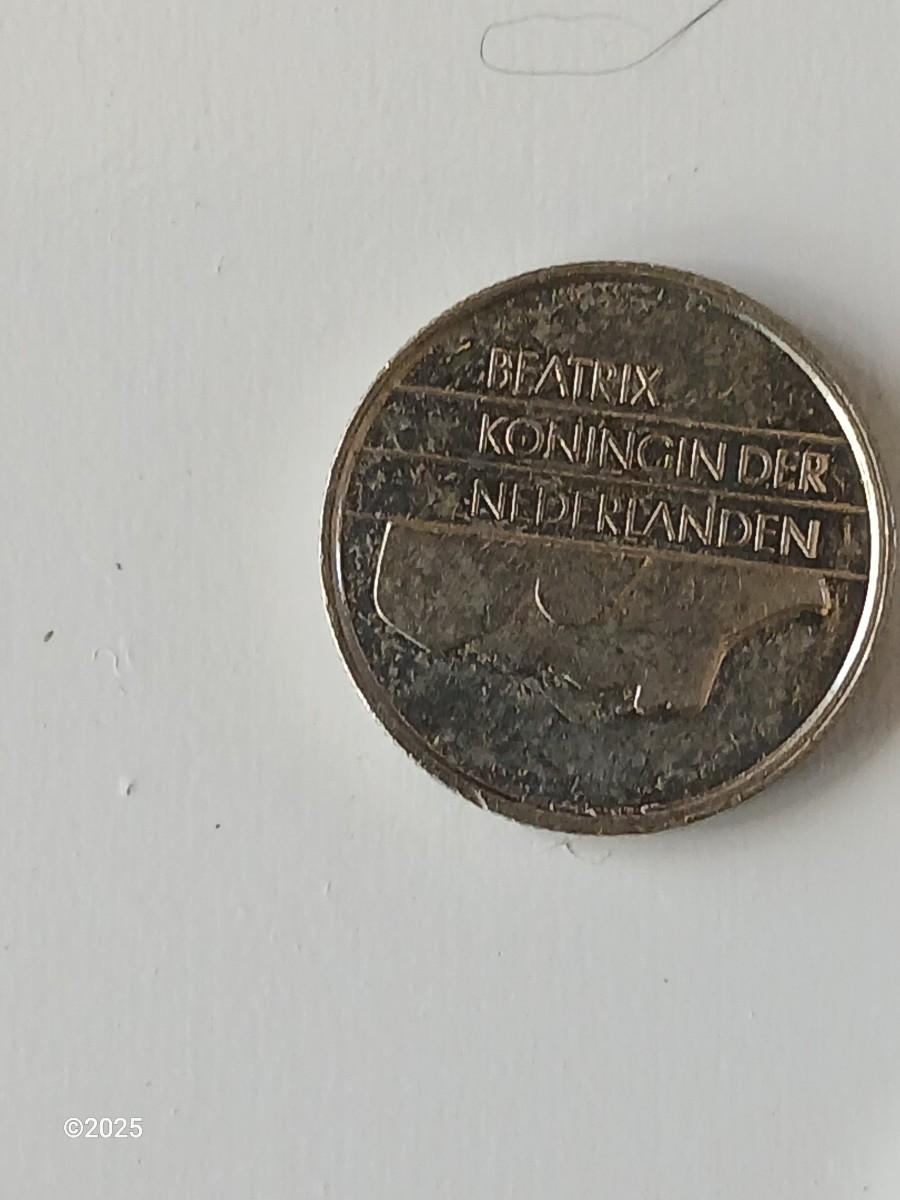 BEATRIX
KONINGIN DER
NEDERLANDEN
©2025